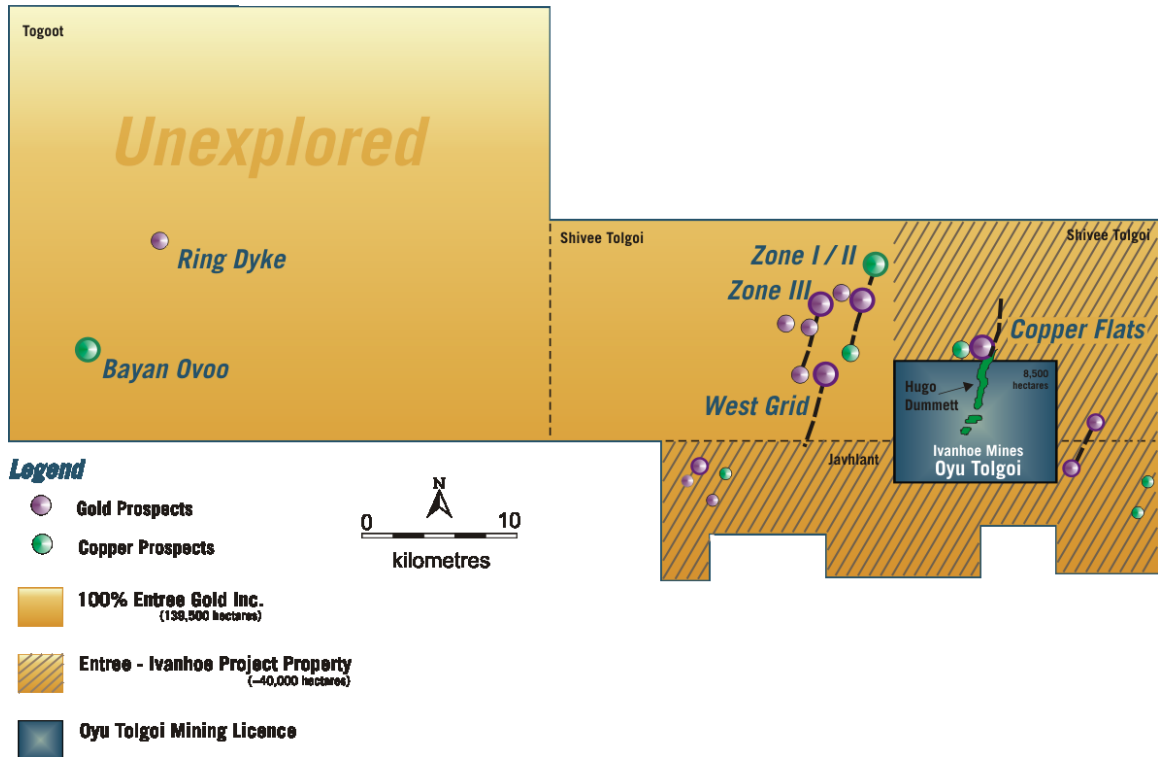 Togoot
Unexplored
Ring Dyke
Bayan Ovoo
Shivee Tolgoi
Shivee Tolgoi
Zone I / II
Zone III
Copper Flats
West Grid
8,500
hectares
Hugo
Dummett
Ivanhoe Mines
Oyu Tolgoi
Javhlant
Legend
Gold Prospects
Copper Prospects
N
0 10
kilometres
100% Entree Gold Inc.
(139,500 hectares)
Entree - Ivanhoe Project Property
(~40,000 hectares)
Oyu Tolgoi Mining Licence